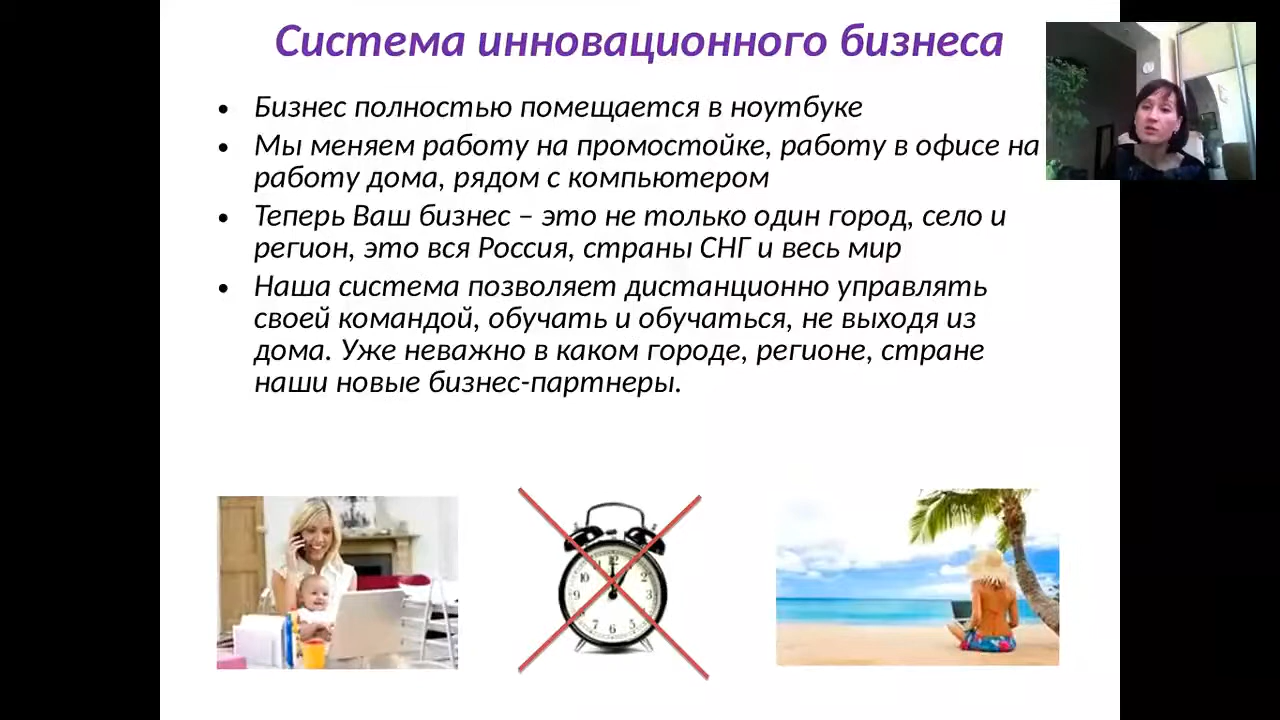 Система инновационного бизнеса
• Бизнес полностью помещается в ноутбуке
• Мы меняем работу на промостойке, работу в офисе на
работу дома, рядом с компьютером
• Теперь Ваш бизнес – это не только один город, село и
регион, это вся Россия, страны СНГ и весь мир
• Наша система позволяет дистанционно управлять
своей командой, обучать и обучаться, не выходя из
дома. Уже неважно в каком городе, регионе, стране
наши новые бизнес-партнеры.